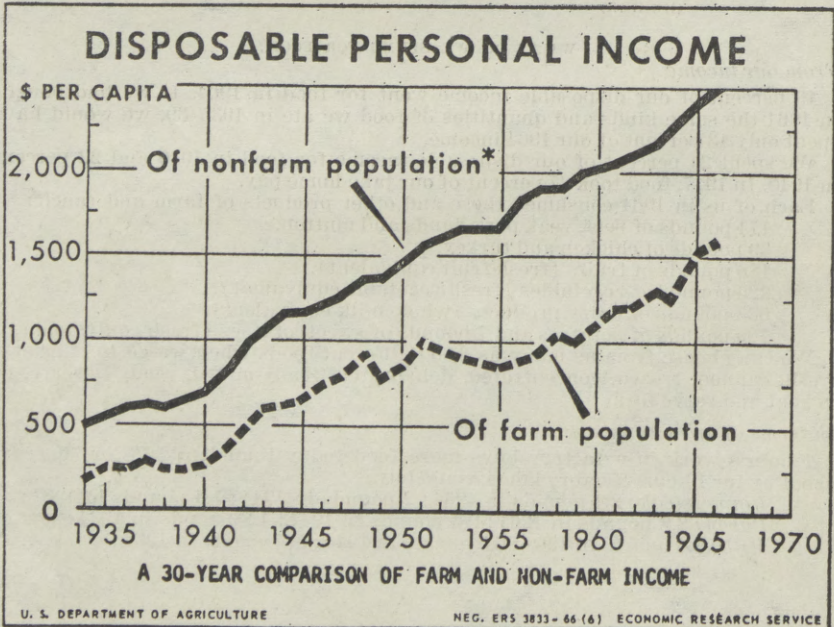 DISPOSABLE PERSONAL INCOME
$ PER CAPITA
2,000
Of nonfarm population*
1,500
1,000
500
Of farm population
0
1935 1940 1945 1950 1955 1960 1965 1970
A 30-YEAR COMPARISON OF FARM AND NON-FARM INCOME
U. S. DEPARTMENT OF AGRICULTURE NEG. ERS 3833-66 (6) ECONOMIC RESEARCH SERVICE